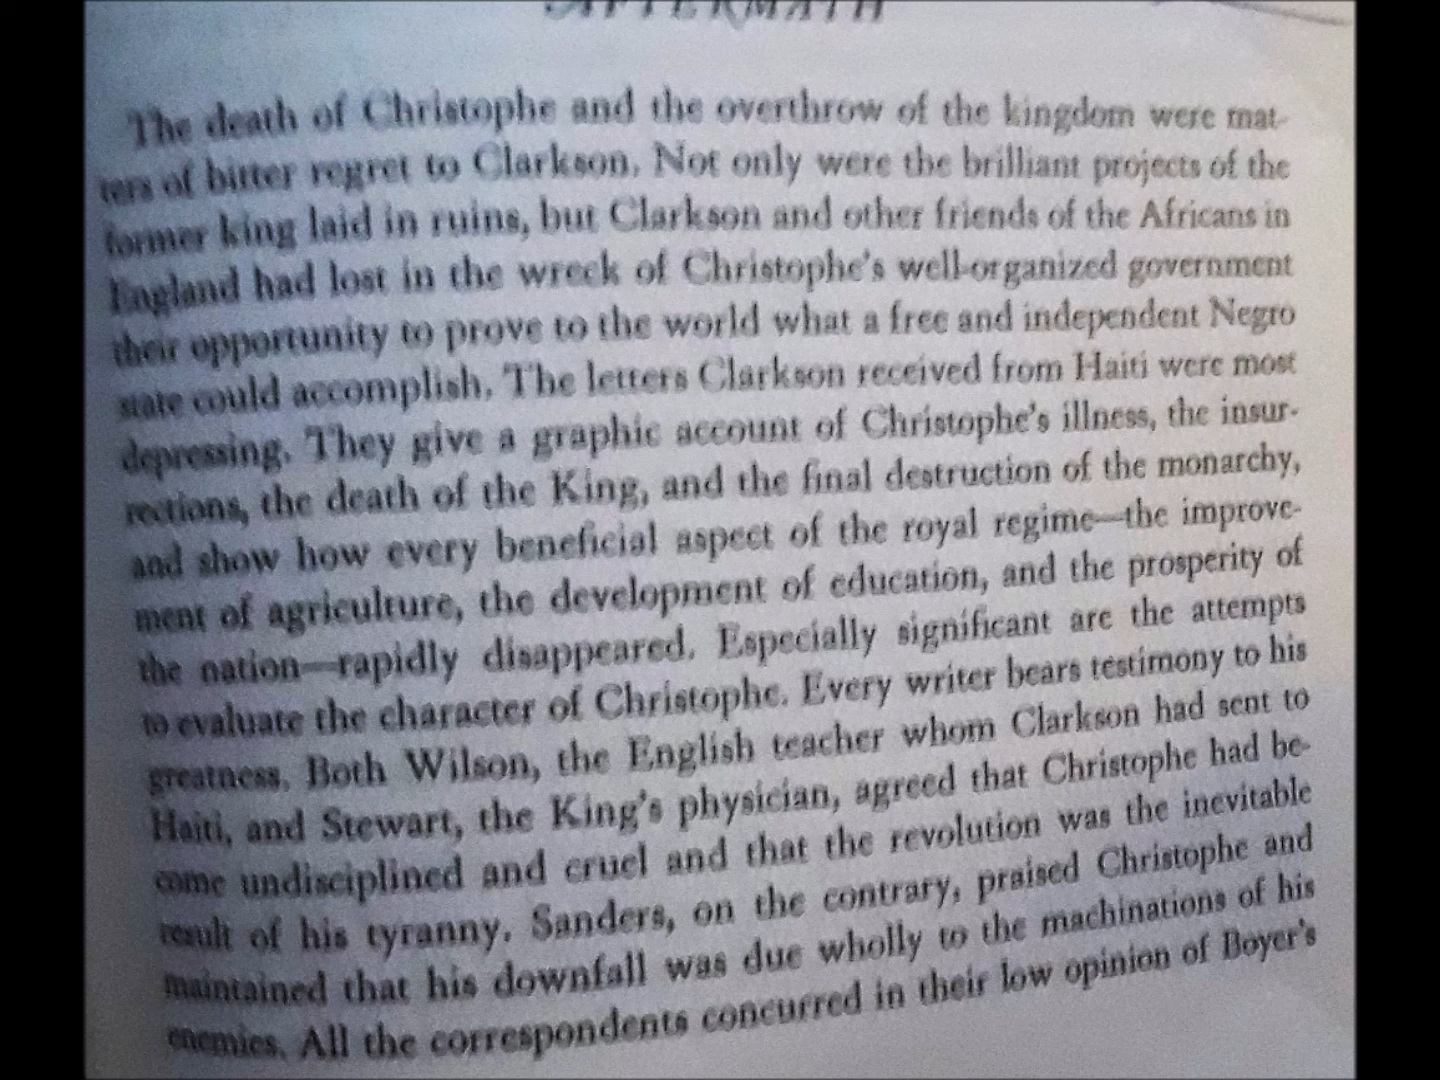 AFTERMATH
The death of Christophe and the overthrow of the kingdom were mat-
ters of bitter regret to Clarkson. Not only were the brilliant projects of the
former king laid in ruins, but Clarkson and other friends of the Africans in
England had lost in the wreck of Christophe's well-organized government
their opportunity to prove to the world what a free and independent Negro
state could accomplish. The letters Clarkson received from Haiti were most
depressing. They give a graphic account of Christophe's illness, the insur-
rections, the death of the King, and the final destruction of the monarchy,
and show how every beneficial aspect of the royal regime—the improve-
ment of agriculture, the development of education, and the prosperity of
the nation—rapidly disappeared. Especially significant are the attempts
to evaluate the character of Christophe. Every writer bears testimony to his
greatness. Both Wilson, the English teacher whom Clarkson had sent to
Haiti, and Stewart, the King's physician, agreed that Christophe had be-
come undisciplined and cruel and that the revolution was the inevitable
result of his tyranny. Sanders, on the contrary, praised Christophe and
maintained that his downfall was due wholly to the machinations of his
enemies. All the correspondents concurred in their low opinion of Boyer's